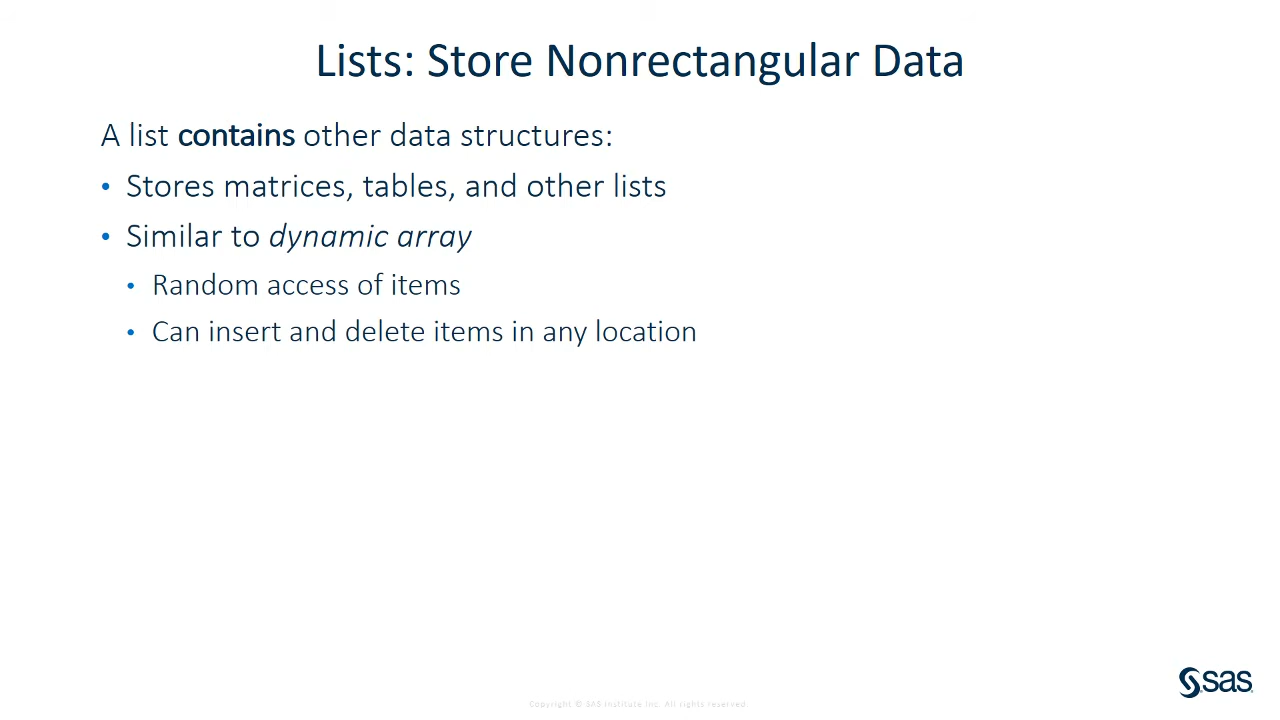 Lists: Store Nonrectangular Data
A list contains other data structures:
• Stores matrices, tables, and other lists
• Similar to dynamic array
• Random access of items
• Can insert and delete items in any location
sas
Copyright © SAS Institute Inc. All rights reserved.